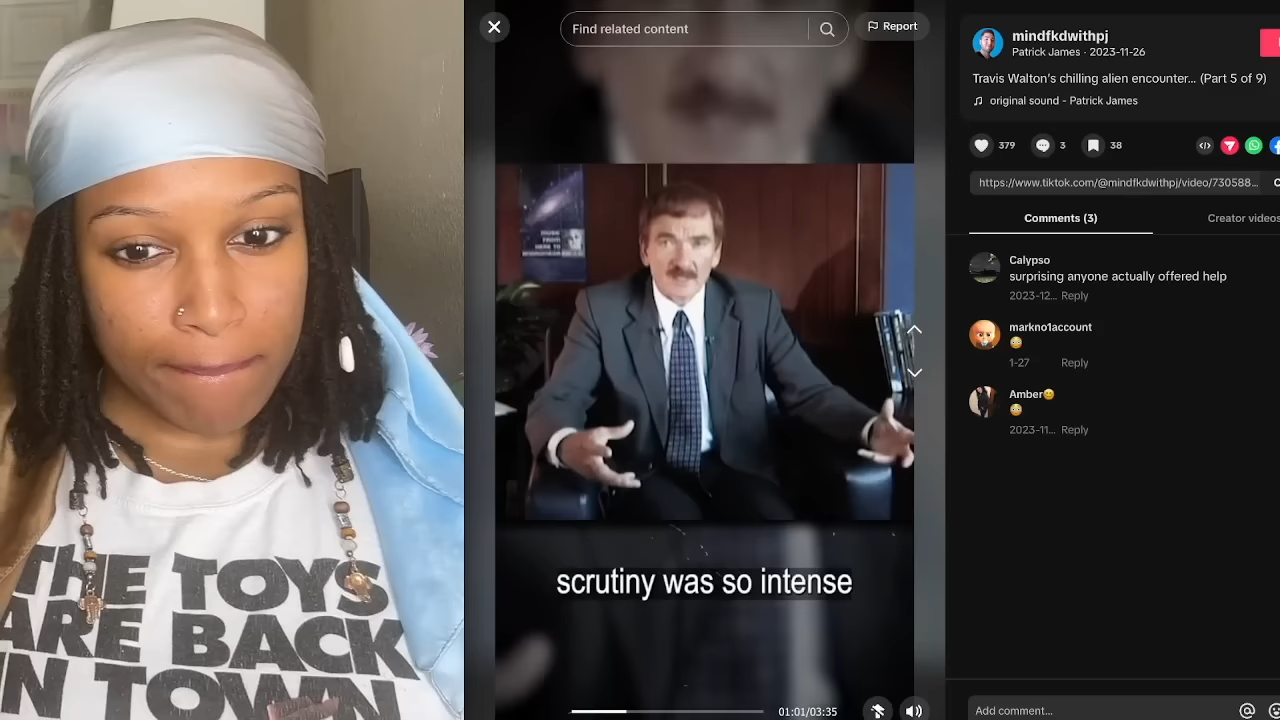 THE TOYS
ARE BACK
IN TOWN
Find related content
Report
scrutiny was so intense
01:01/03:35
mindfkdwithpj
Patrick James · 2023-11-26
Travis Walton's chilling alien encounter... (Part 5 of 9)
original sound - Patrick James
379
3
38
https://www.tiktok.com/@mindfkdwithpj/video/730588...
Comments (3)
Creator video
Calypso
surprising anyone actually offered help
2023-12... Reply
markno1account
😳
1-27 Reply
Amber😊
😳
2023-11... Reply
Add comment...